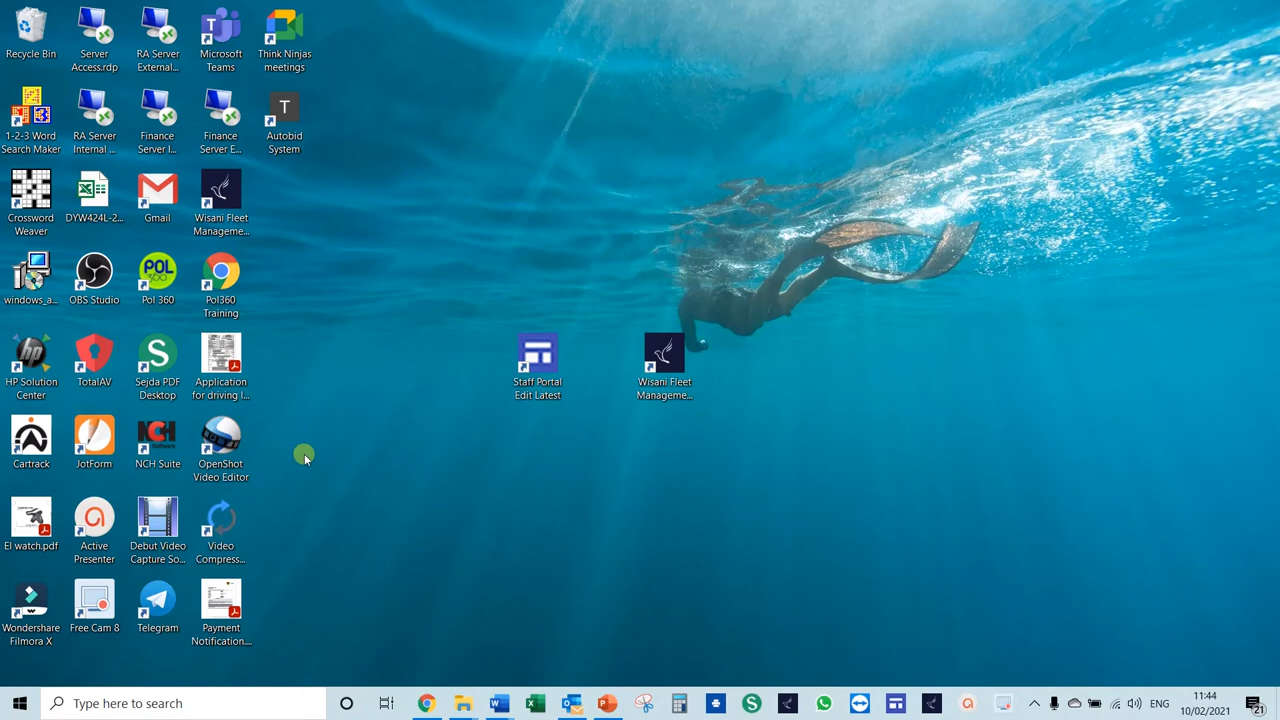 Recycle Bin
Server
Access.rdp
RA Server
External...
Microsoft
Teams
Think Ninjas
meetings
1-2-3 Word
Search Maker
RA Server
Internal ...
Finance
Server I...
Finance
Server E...
T
Autobid
System
Crossword
Weaver
DYW424L-2...
Gmail
Wisani Fleet
Manageme...
windows_a...
OBS Studio
POL
360
Pol 360
Pol360
Training
HP Solution
Center
TotalAV
Sejda PDF
Desktop
Application
for driving l...
Staff Portal
Edit Latest
Wisani Fleet
Manageme...
Cartrack
JotForm
NCH
NCH Suite
OpenShot
Video Editor
EI watch.pdf
Active
Presenter
Debut Video
Capture So...
Video
Compress...
Wondershare
Filmora X
Free Cam 8
Telegram
Payment
Notification....
Type here to search
ENG
11:44
10/02/2021
21